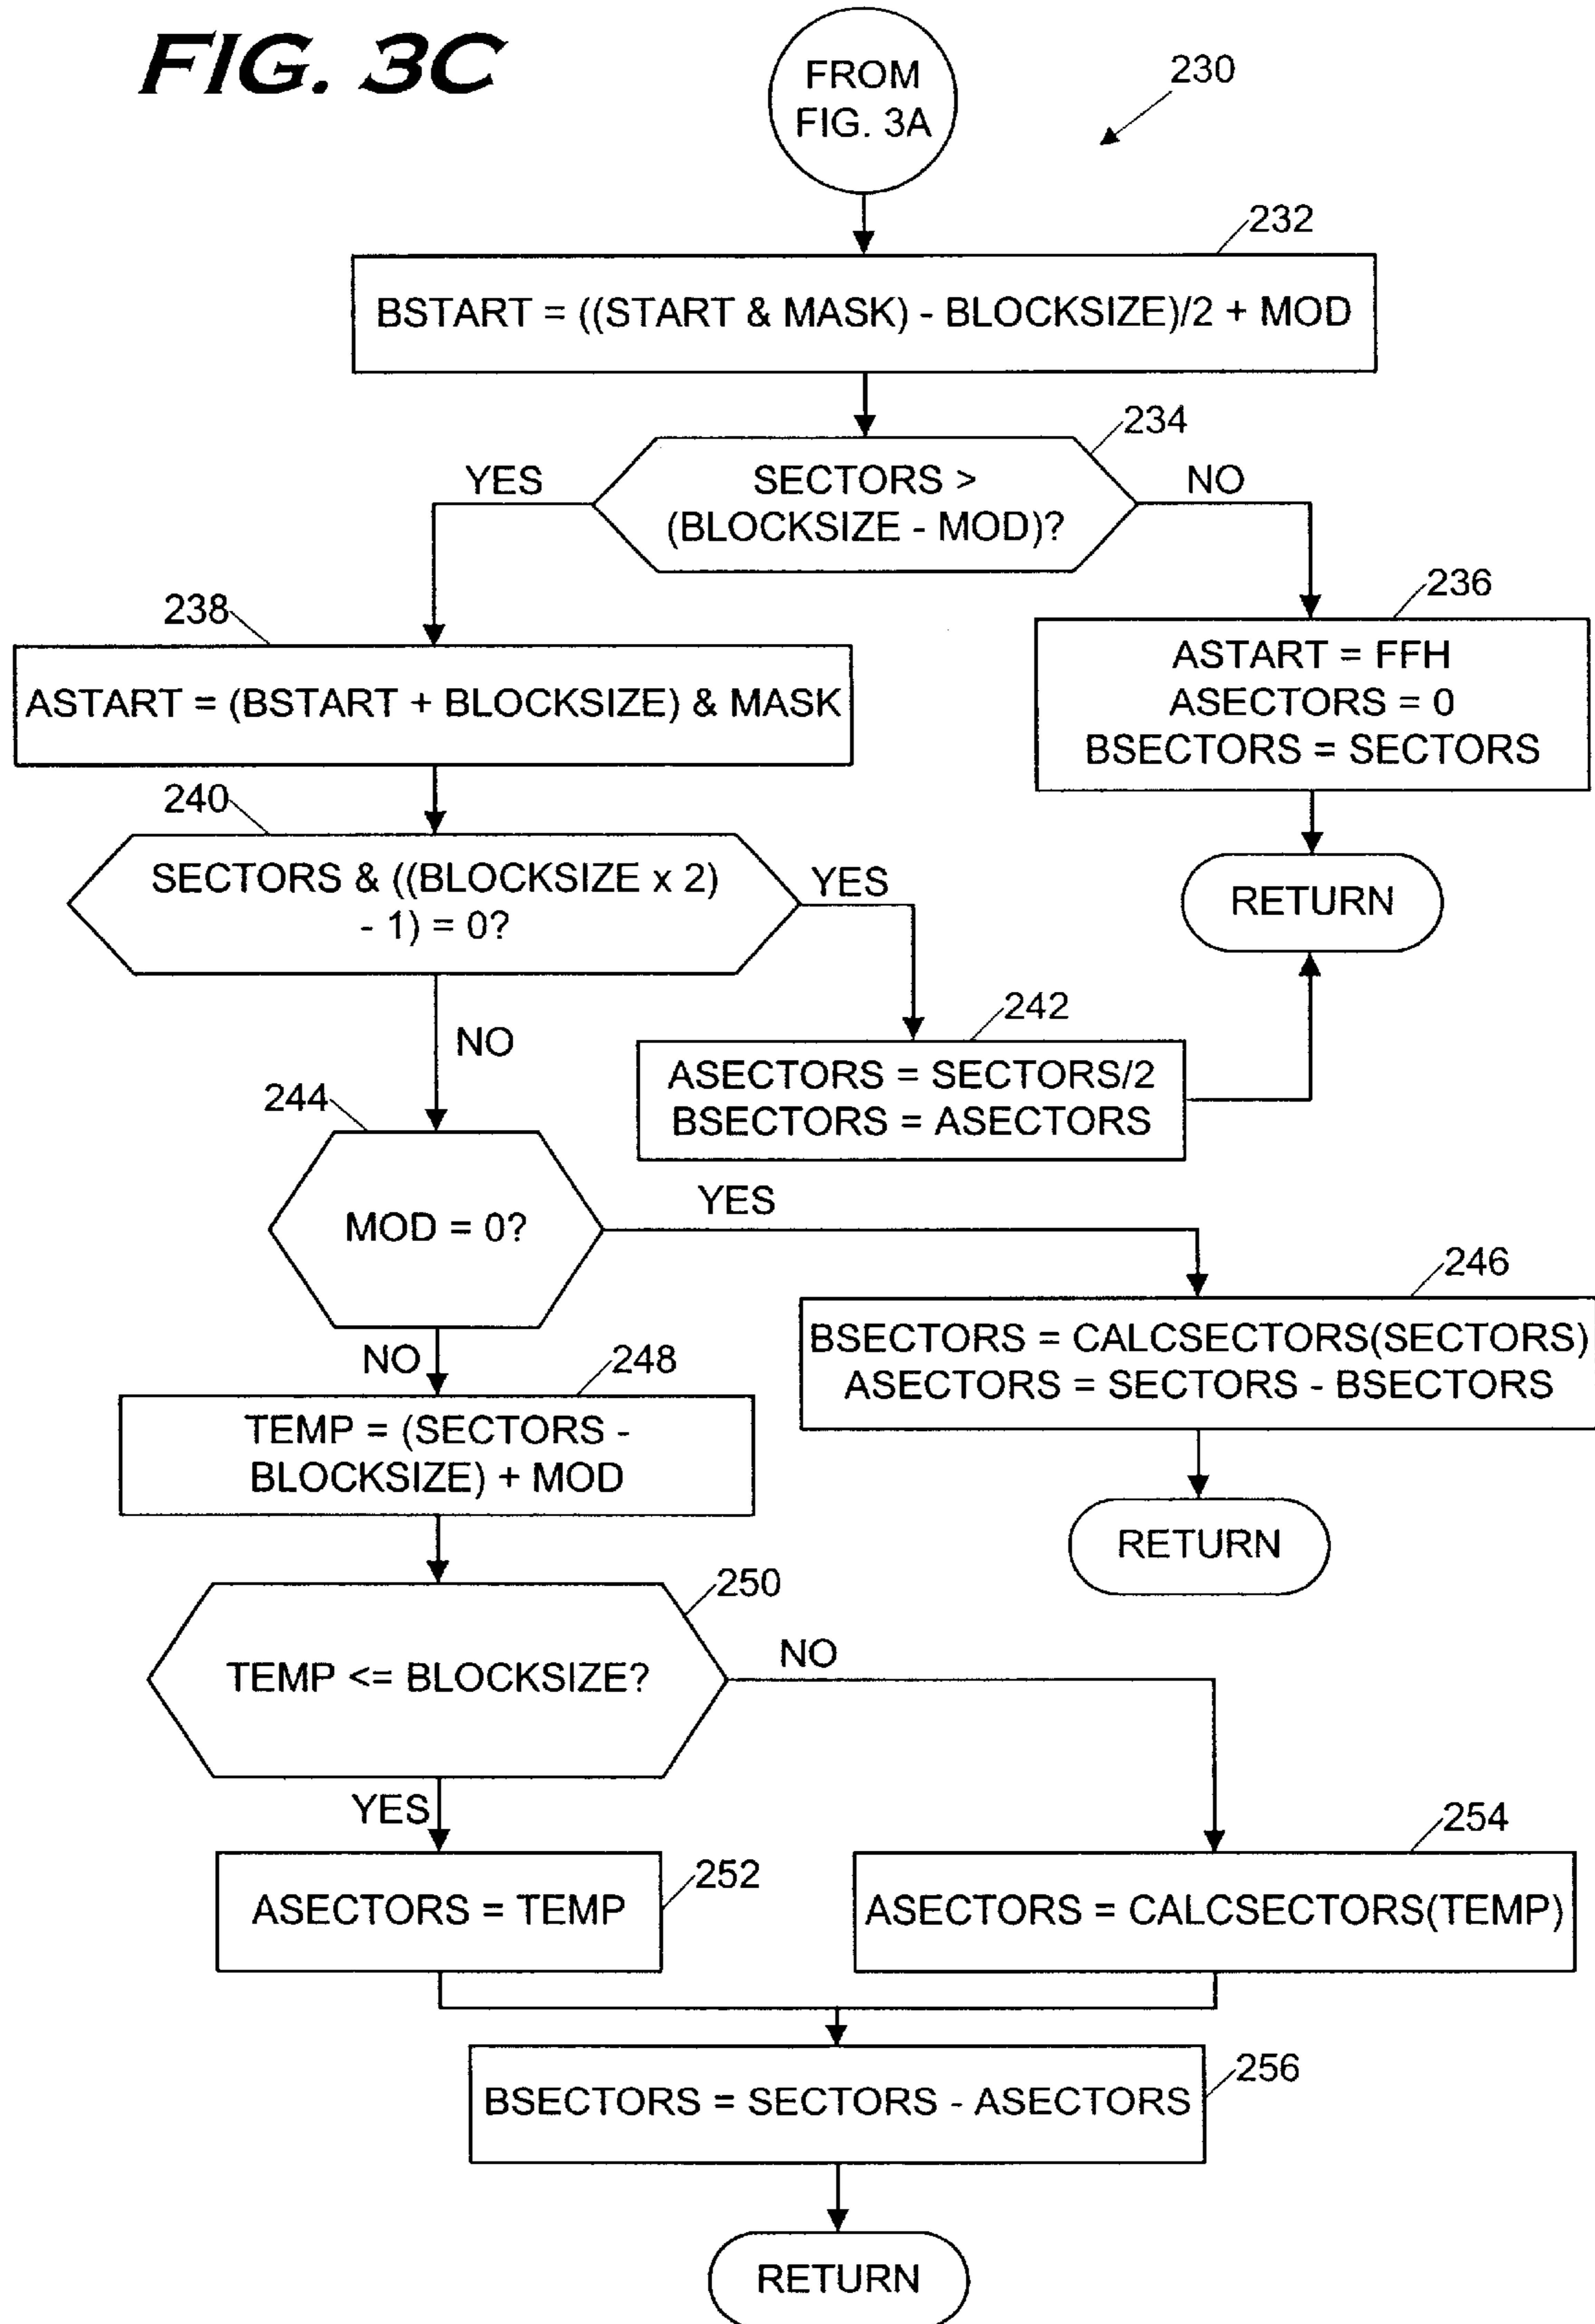 FIG. 3C
FROM
FIG. 3A
230
232
BSTART = ((START & MASK) - BLOCKSIZE)/2 + MOD
234
YES
SECTORS >
(BLOCKSIZE - MOD)?
NO
236
238
ASTART = FFH
ASECTORS = 0
BSECTORS = SECTORS
ASTART = (BSTART + BLOCKSIZE) & MASK
240
SECTORS & ((BLOCKSIZE x 2)
- 1) = 0?
YES
RETURN
NO
242
ASECTORS = SECTORS/2
BSECTORS = ASECTORS
244
MOD = 0?
YES
246
BSECTORS = CALCSECTORS(SECTORS)
ASECTORS = SECTORS - BSECTORS
NO
248
TEMP = (SECTORS -
BLOCKSIZE) + MOD
RETURN
250
TEMP <= BLOCKSIZE?
NO
YES
252
ASECTORS = TEMP
254
ASECTORS = CALCSECTORS(TEMP)
256
BSECTORS = SECTORS - ASECTORS
RETURN